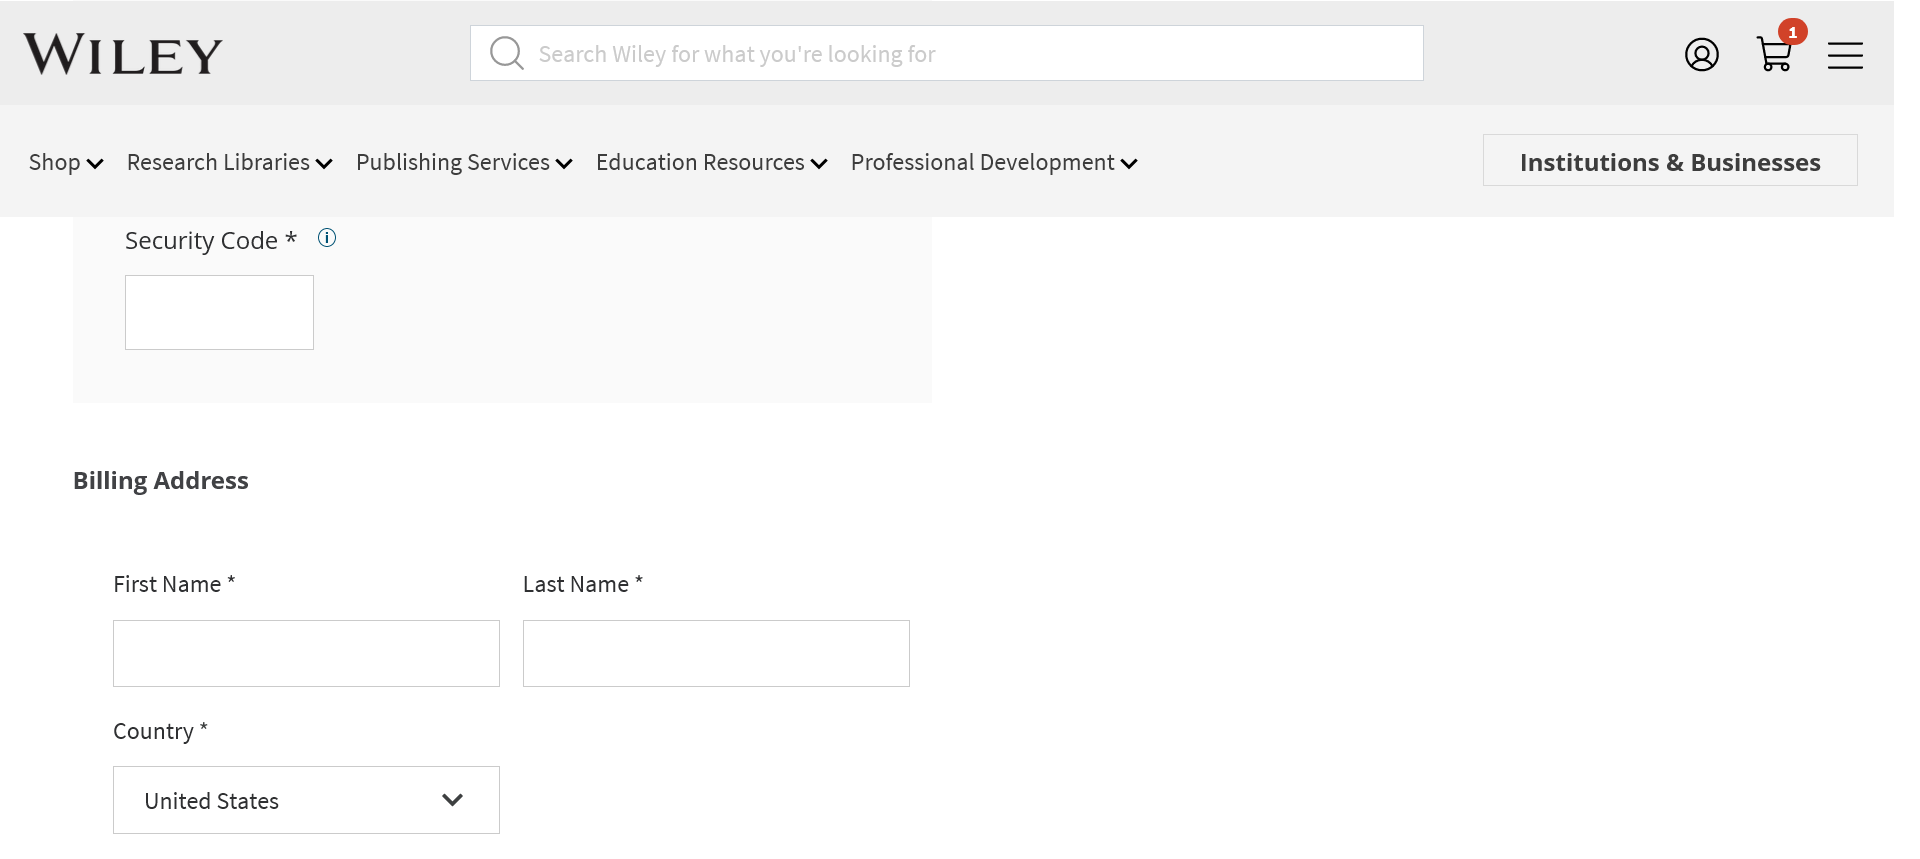 WILEY
Search Wiley for what you're looking for
1
Shop
Research Libraries
Publishing Services
Education Resources
Professional Development
Institutions & Businesses
Security Code *
Billing Address
First Name *
Last Name *
Country *
United States